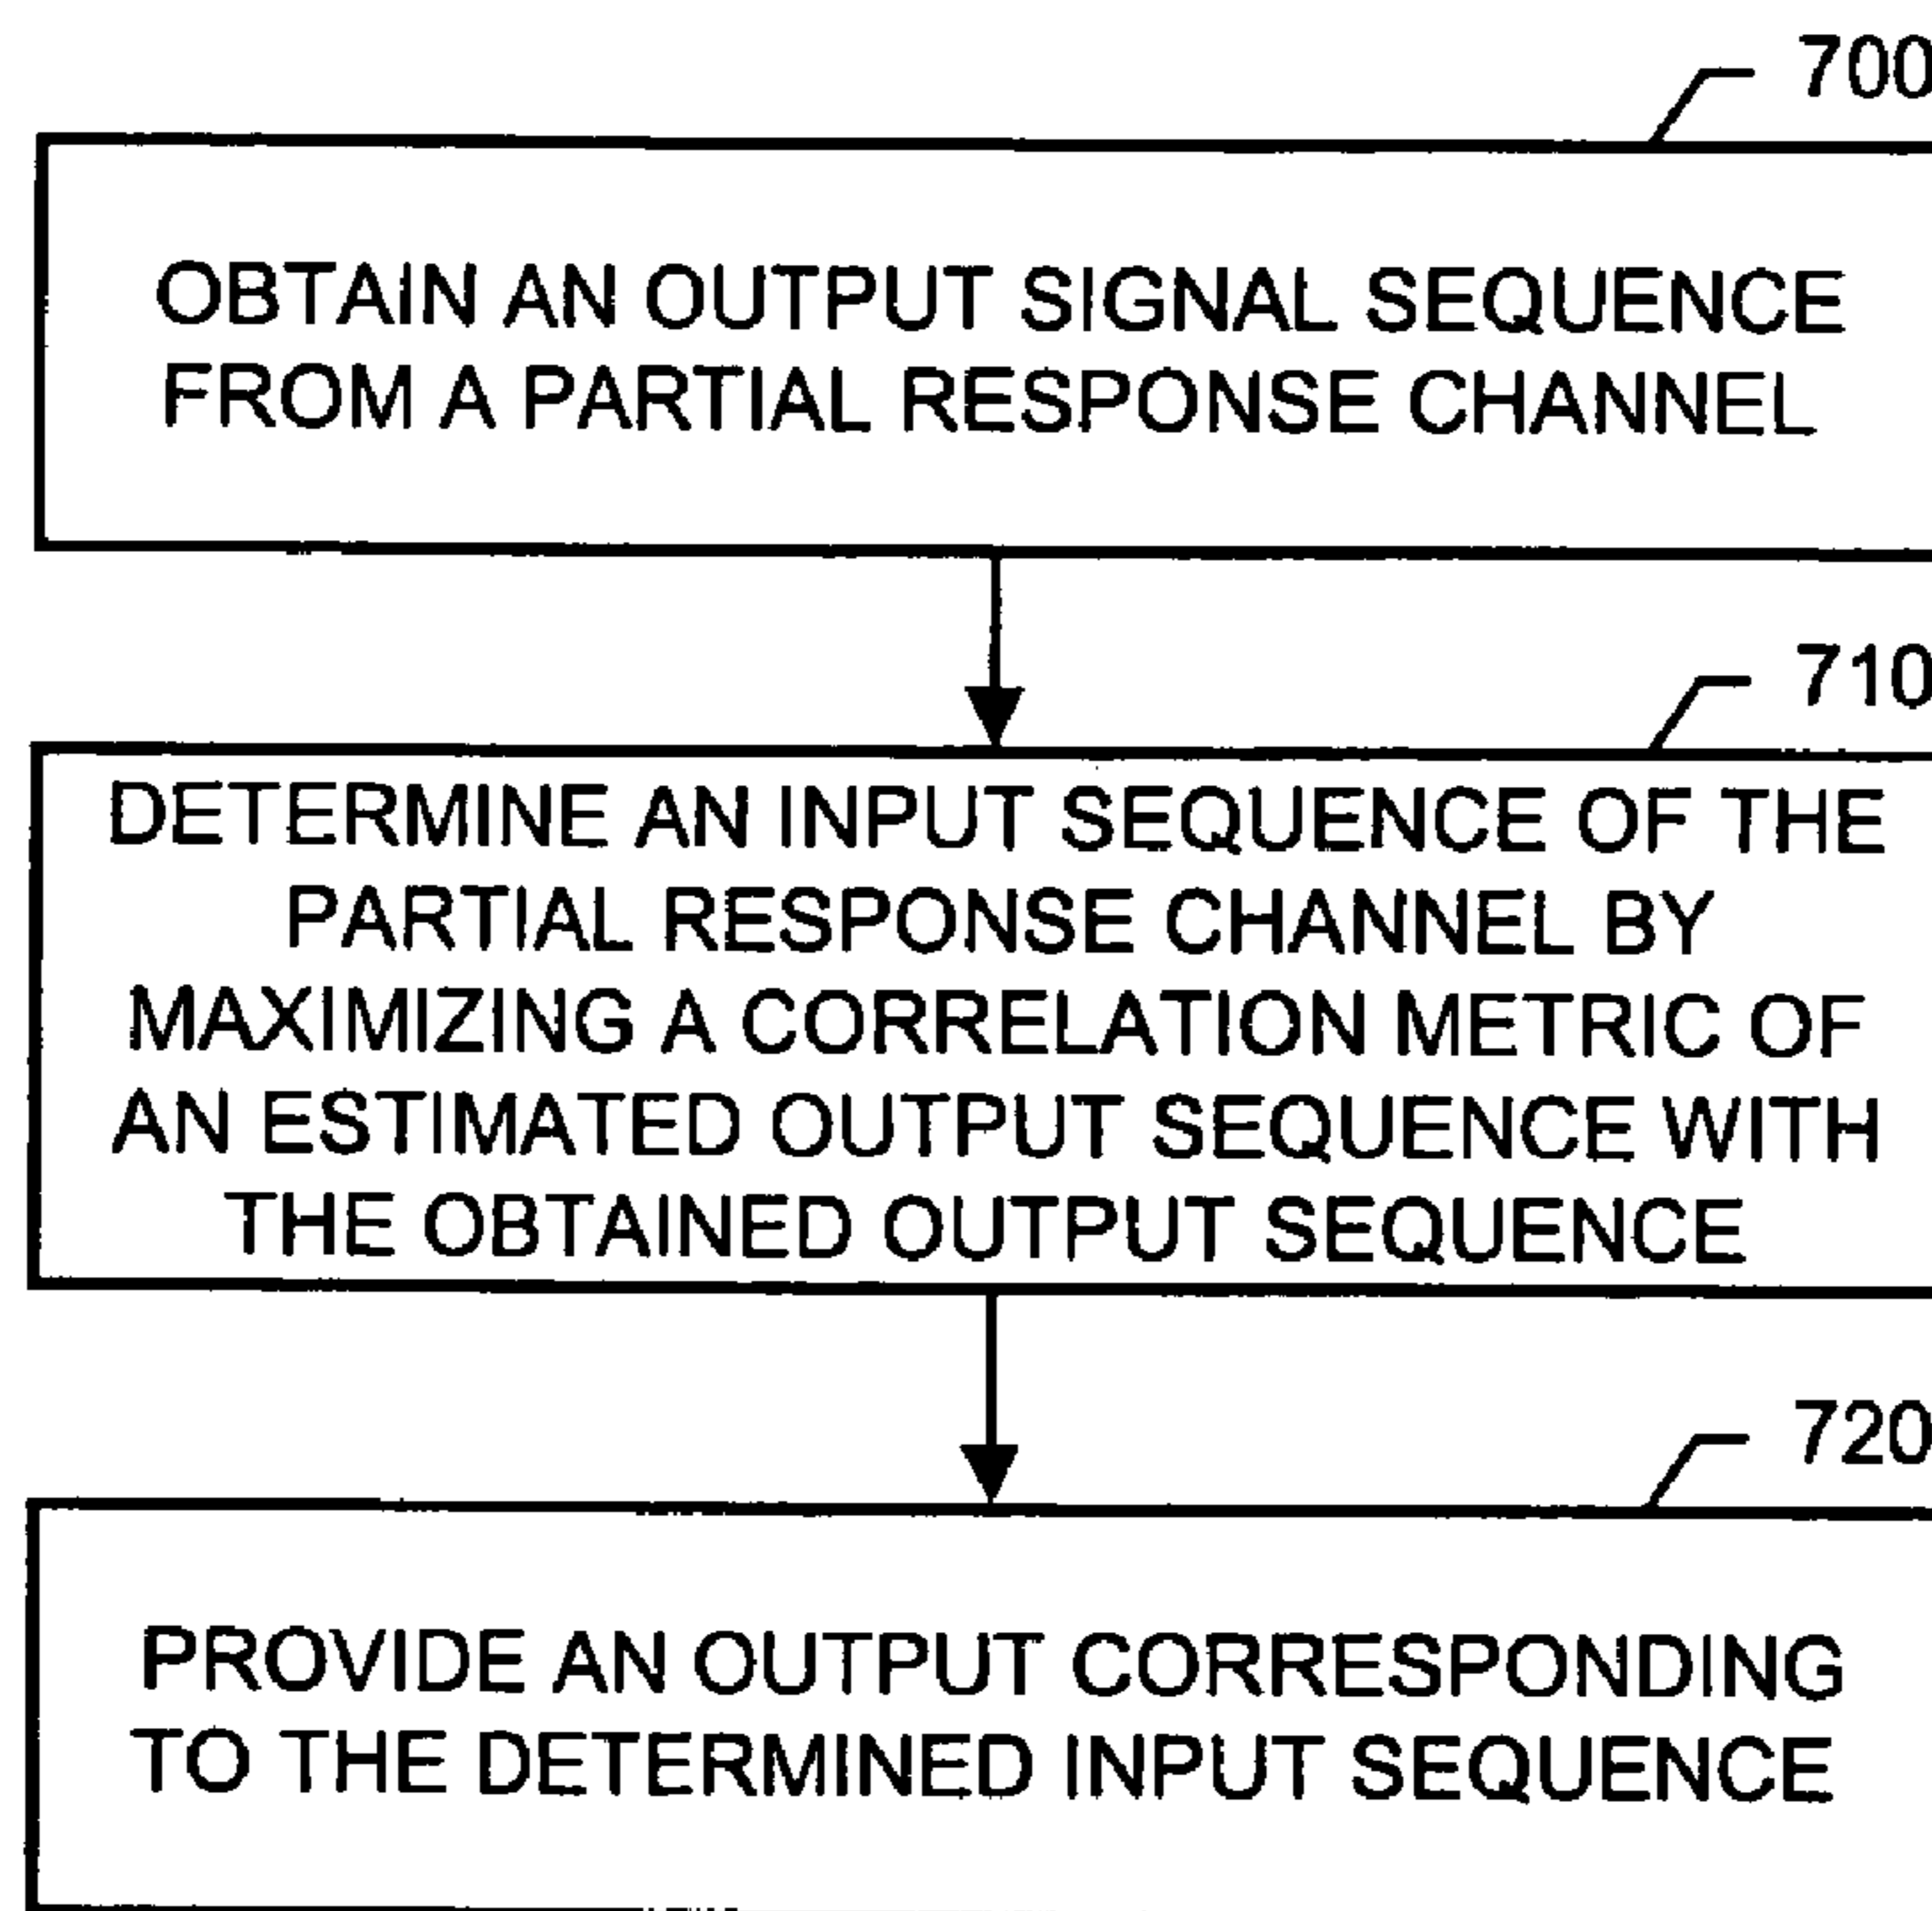 700
OBTAIN AN OUTPUT SIGNAL SEQUENCE
FROM A PARTIAL RESPONSE CHANNEL
710
DETERMINE AN INPUT SEQUENCE OF THE
PARTIAL RESPONSE CHANNEL BY
MAXIMIZING A CORRELATION METRIC OF
AN ESTIMATED OUTPUT SEQUENCE WITH
THE OBTAINED OUTPUT SEQUENCE
720
PROVIDE AN OUTPUT CORRESPONDING
TO THE DETERMINED INPUT SEQUENCE